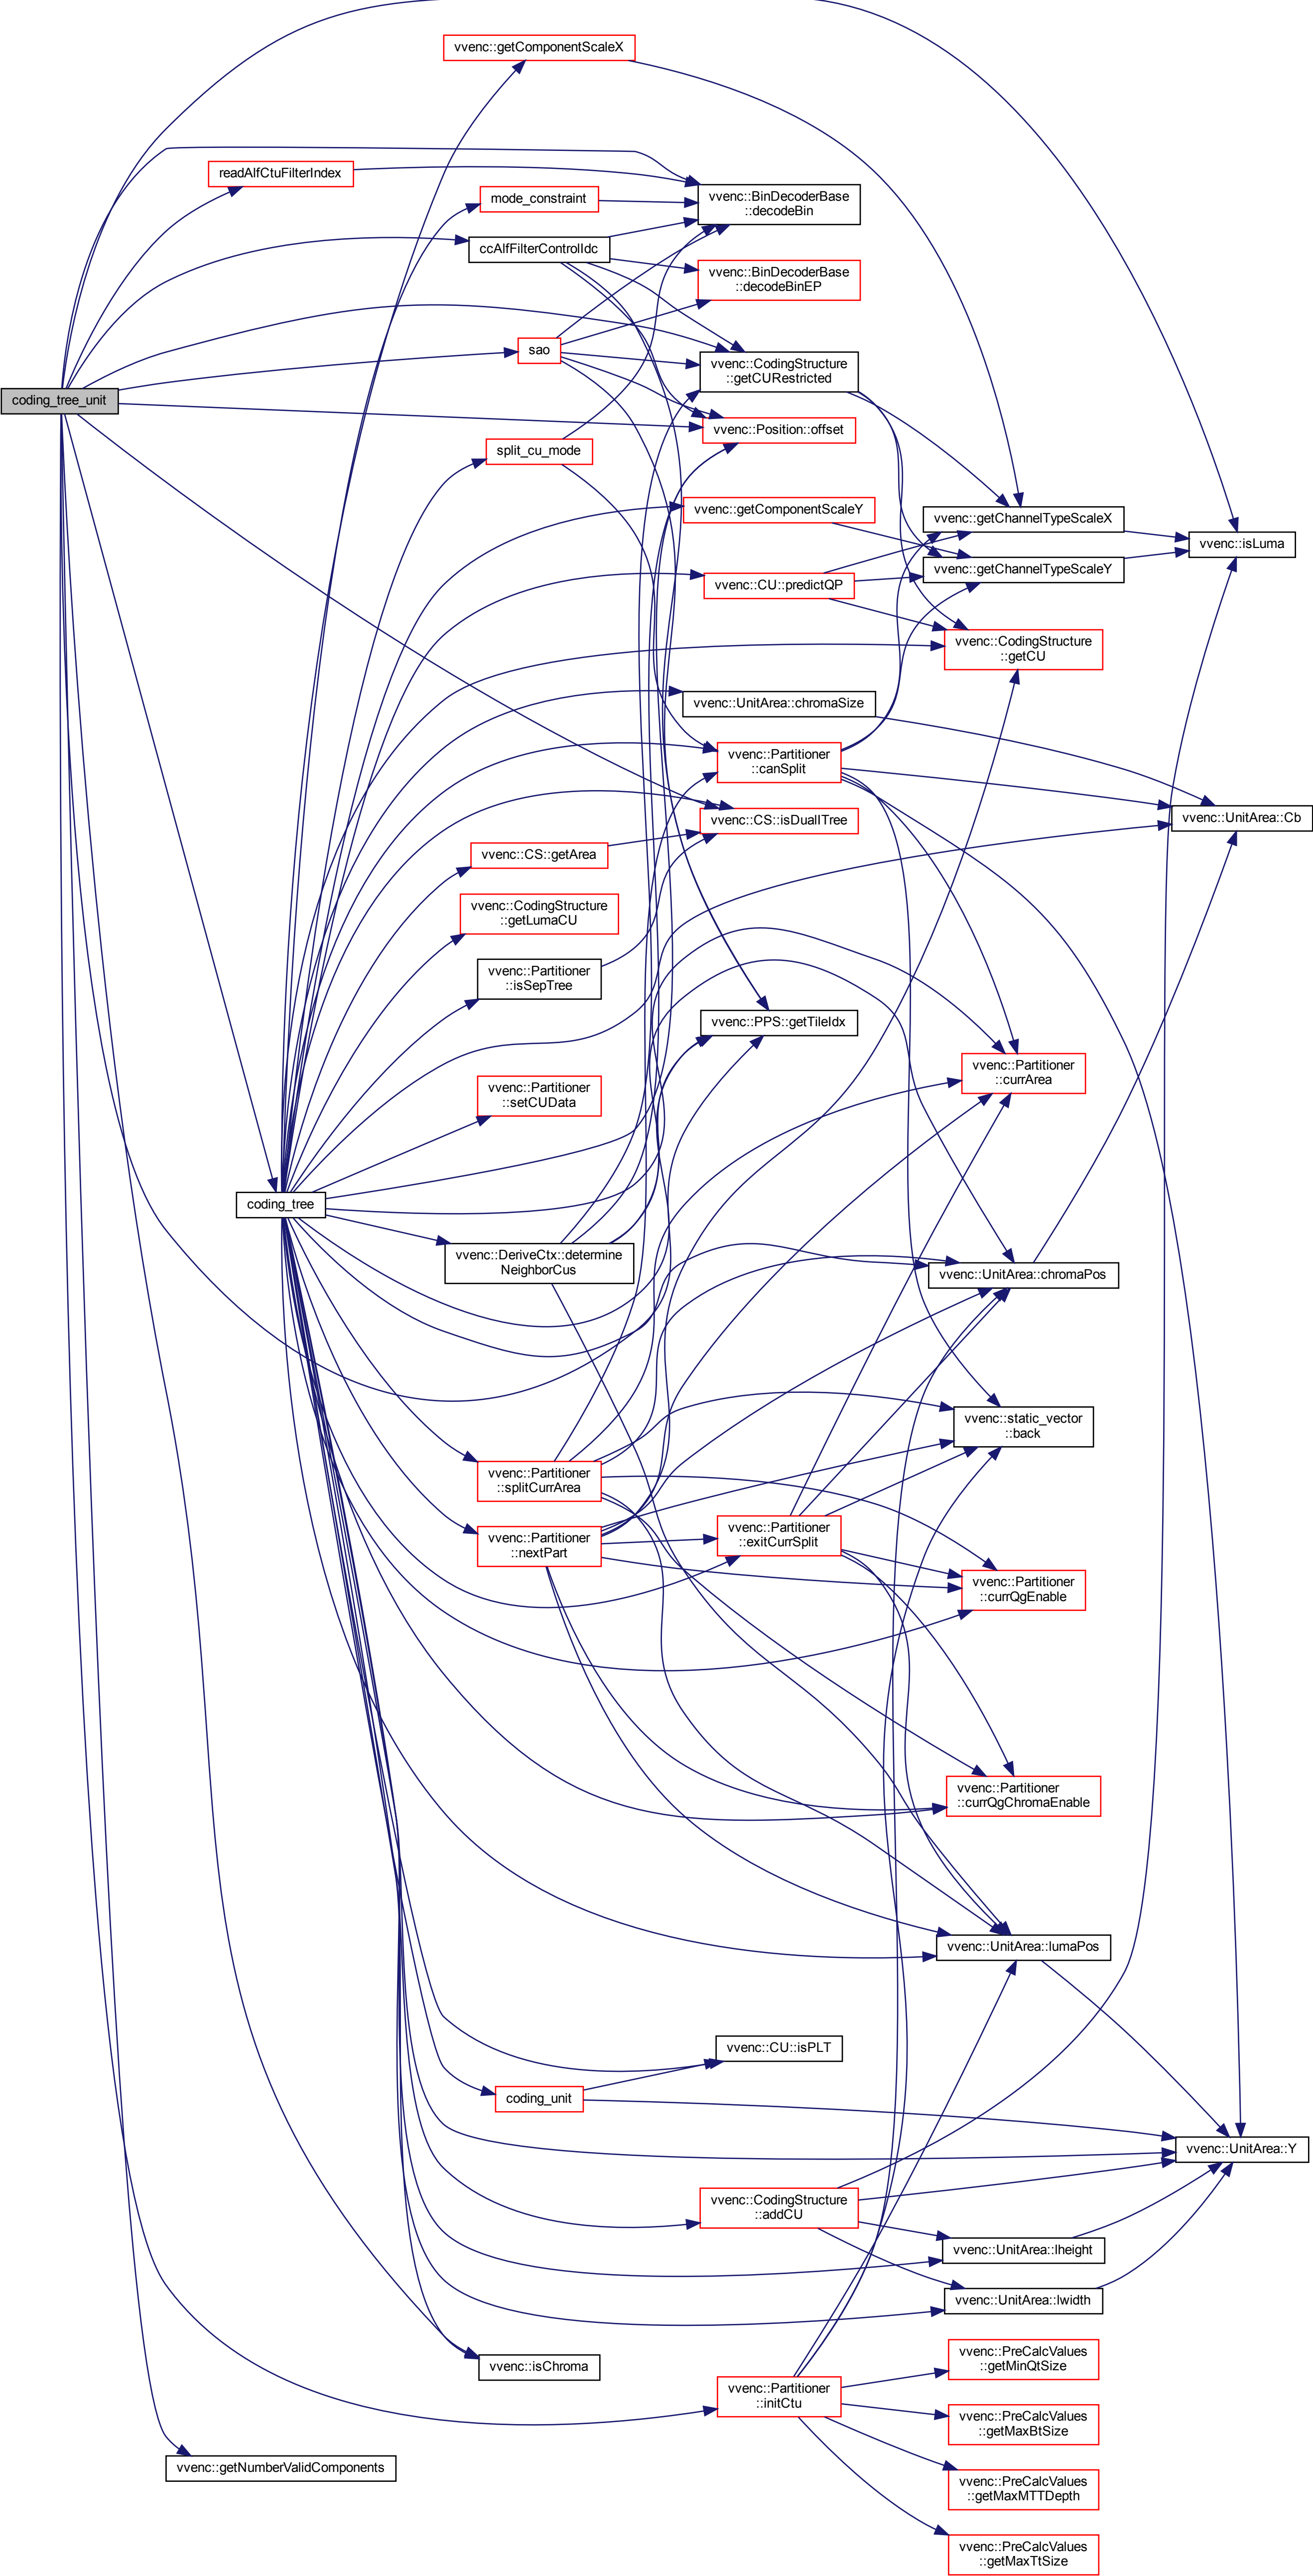 vvenc::getComponentScaleX
readAlfCtuFilterIndex
mode_constraint
vvenc::BinDecoderBase
::decodeBin
ccAlfFilterControlIdc
vvenc::BinDecoderBase
::decodeBinEP
sao
vvenc::CodingStructure
::getCURestricted
coding_tree_unit
vvenc::Position::offset
split_cu_mode
vvenc::getComponentScaleY
vvenc::getChannelTypeScaleX
vvenc::isLuma
vvenc::getChannelTypeScaleY
vvenc::CU::predictQP
vvenc::CodingStructure
::getCU
vvenc::UnitArea::chromaSize
vvenc::Partitioner
::canSplit
vvenc::CS::isDualITree
vvenc::UnitArea::Cb
vvenc::CS::getArea
vvenc::CodingStructure
::getLumaCU
vvenc::Partitioner
::isSepTree
vvenc::PPS::getTileIdx
vvenc::Partitioner
::currArea
vvenc::Partitioner
::setCUData
coding_tree
vvenc::DeriveCtx::determine
NeighborCus
vvenc::UnitArea::chromaPos
vvenc::static_vector
::back
vvenc::Partitioner
::splitCurrArea
vvenc::Partitioner
::nextPart
vvenc::Partitioner
::exitCurrSplit
vvenc::Partitioner
::currQgEnable
vvenc::Partitioner
::currQgChromaEnable
vvenc::UnitArea::lumaPos
vvenc::CU::isPLT
coding_unit
vvenc::UnitArea::Y
vvenc::CodingStructure
::addCU
vvenc::UnitArea::lheight
vvenc::UnitArea::lwidth
vvenc::isChroma
vvenc::PreCalcValues
::getMinQtSize
vvenc::Partitioner
::initCtu
vvenc::PreCalcValues
::getMaxBtSize
vvenc::getNumberValidComponents
vvenc::PreCalcValues
::getMaxMTTDepth
vvenc::PreCalcValues
::getMaxTtSize